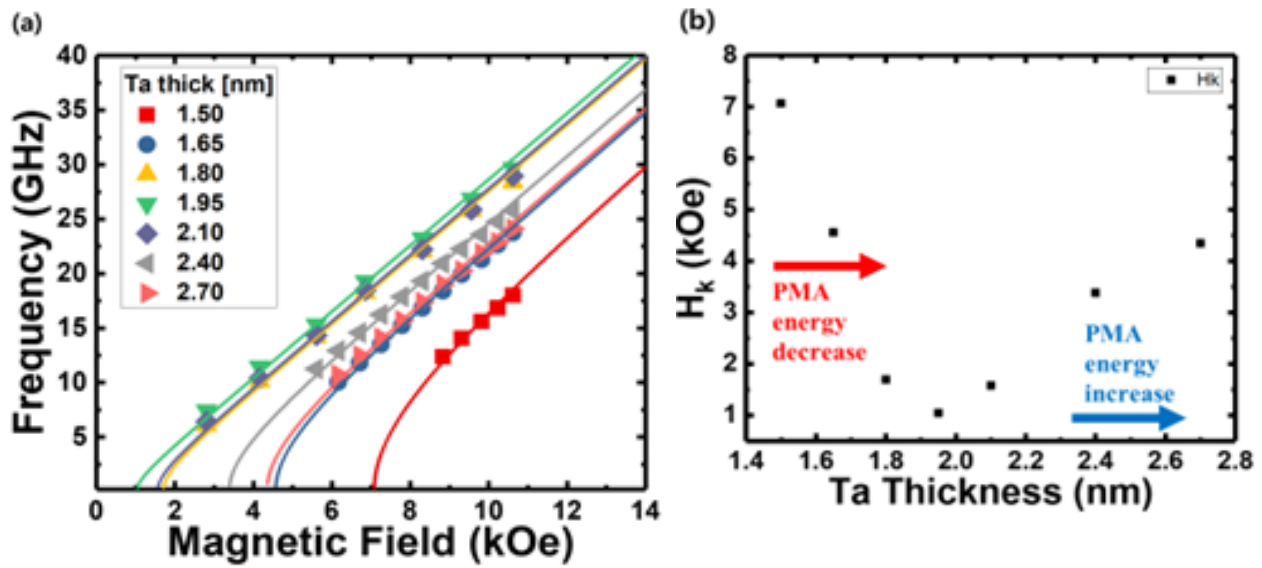 (a)
40
35
30
25
20
15
10
5
Frequency (GHz)
Ta thick [nm]
1.50
1.65
1.80
1.95
2.10
2.40
2.70
0 2 4 6 8 10 12 14
Magnetic Field (kOe)
(b)
8
7
6
5
4
3
2
1
H_k (kOe)
Hk
PMA
energy
decrease
PMA
energy
increase
1.4 1.6 1.8 2.0 2.2 2.4 2.6 2.8
Ta Thickness (nm)